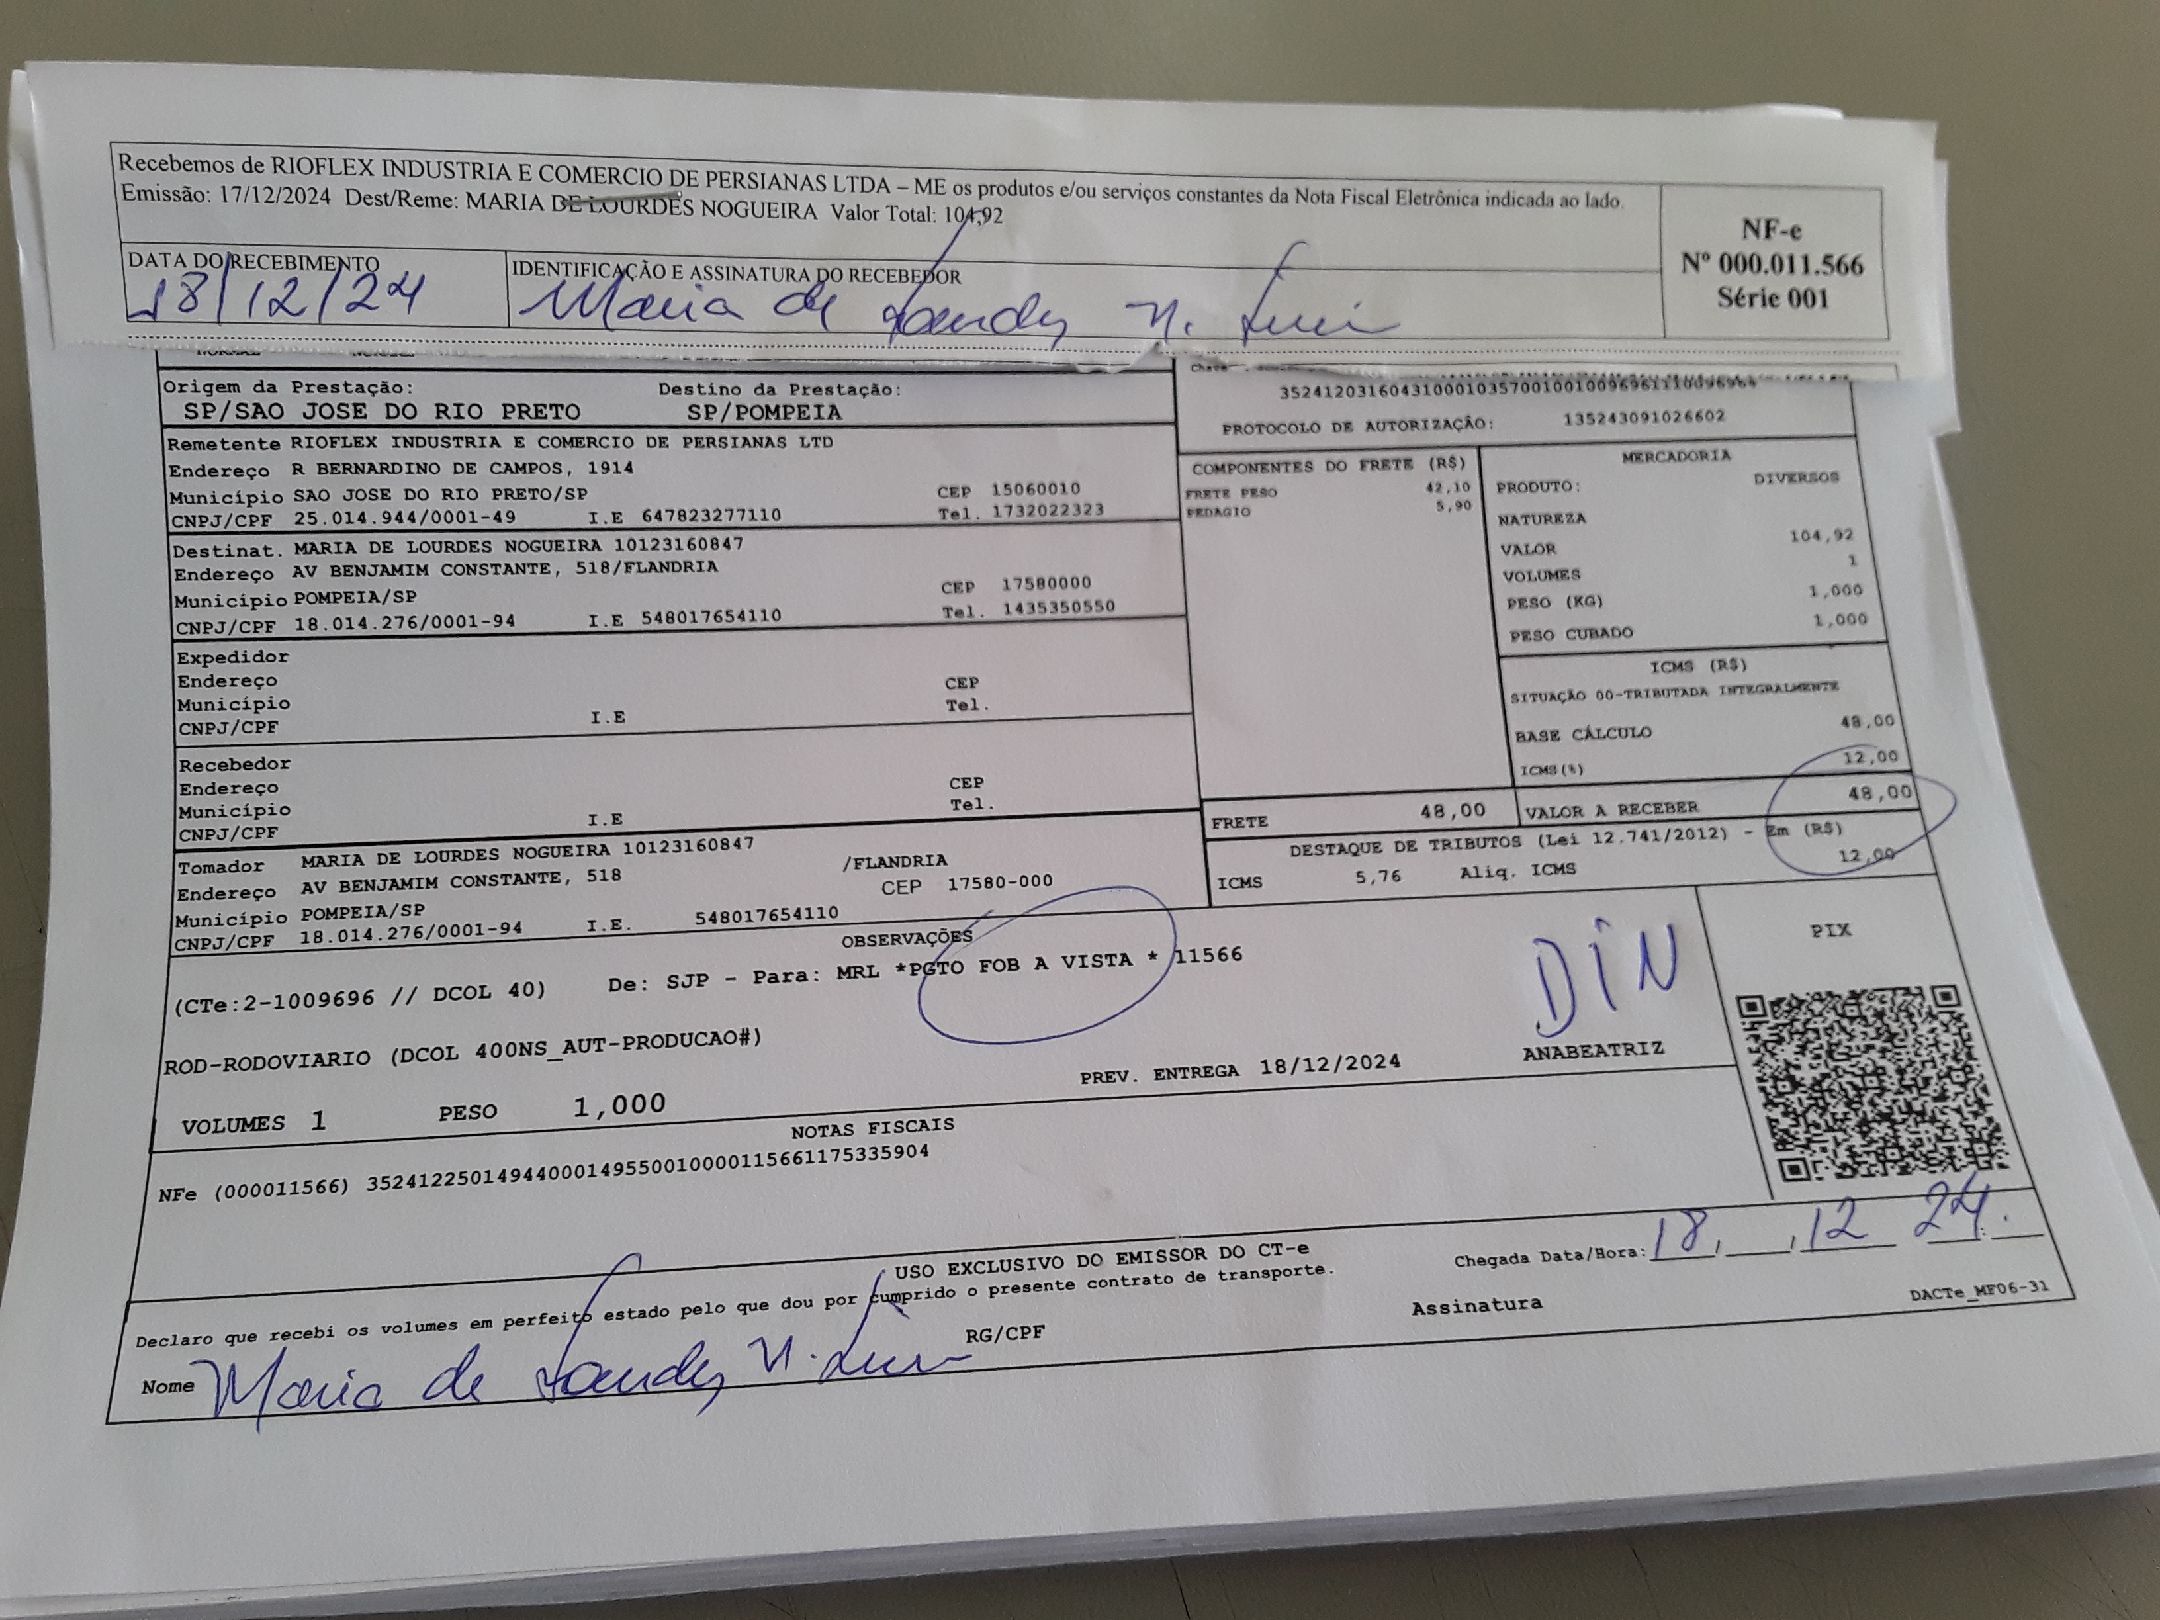 Recebemos de RIOFLEX INDUSTRIA E COMERCIO DE PERSIANAS LTDA – ME os produtos e/ou serviços constantes da Nota Fiscal Eletrônica indicada ao lado.
Emissão: 17/12/2024 Dest/Reme: MARIA DE LOURDES NOGUEIRA Valor Total: 104,92
NF-e
Nº 000.011.566
Série 001
DATA DO RECEBIMENTO
18/12/24
IDENTIFICAÇÃO E ASSINATURA DO RECEBEDOR
Maria de Lourdes N.
Origem da Prestação: Destino da Prestação:
SP/SAO JOSE DO RIO PRETO SP/POMPEIA
PROTOCOLO DE AUTORIZAÇÃO: 135243091026602
Remetente RIOFLEX INDUSTRIA E COMERCIO DE PERSIANAS LTD
Endereço R BERNARDINO DE CAMPOS, 1914
Município SAO JOSE DO RIO PRETO/SP CEP 15060010
CNPJ/CPF 25.014.944/0001-49 I.E 647823277110 Tel. 1732022323
Destinat. MARIA DE LOURDES NOGUEIRA 10123160847
Endereço AV BENJAMIM CONSTANTE, 518/FLANDRIA
Município POMPEIA/SP CEP 17580000
CNPJ/CPF 18.014.276/0001-94 I.E 548017654110 Tel. 1435350550
Expedidor
Endereço
Município CEP
CNPJ/CPF I.E Tel.
Recebedor
Endereço
Município CEP
CNPJ/CPF I.E Tel.
Tomador MARIA DE LOURDES NOGUEIRA 10123160847
Endereço AV BENJAMIM CONSTANTE, 518 /FLANDRIA
Município POMPEIA/SP CEP 17580-000
CNPJ/CPF 18.014.276/0001-94 I.E. 548017654110
COMPONENTES DO FRETE (R$)
FRETE PESO 42,10
PEDAGIO 5,90
MERCADORIA
PRODUTO: DIVERSOS
NATUREZA
VALOR 104,92
VOLUMES 1
PESO (KG) 1,000
PESO CUBADO 1,000
ICMS (R$)
SITUAÇÃO 00-TRIBUTADA INTEGRALMENTE
BASE CÁLCULO 48,00
ICMS(%) 12,00
FRETE 48,00 VALOR A RECEBER 48,00
DESTAQUE DE TRIBUTOS (Lei 12.741/2012) - Em (R$)
ICMS 5,76 Aliq. ICMS 12,00
OBSERVAÇÕES
(CTe:2-1009696 // DCOL 40) De: SJP - Para: MRL *PGTO FOB A VISTA * 11566
DIN
PIX
ROD-RODOVIARIO (DCOL 400NS_AUT-PRODUCAO#)
PREV. ENTREGA 18/12/2024 ANABEATRIZ
VOLUMES 1 PESO 1,000
NOTAS FISCAIS
NFe (000011566) 35241225014944000149550010000115661175335904
USO EXCLUSIVO DO EMISSOR DO CT-e
Declaro que recebi os volumes em perfeito estado pelo que dou por cumprido o presente contrato de transporte.
Chegada Data/Hora: 18, 12 24.
Nome Maria de Lourdes N. RG/CPF Assinatura
DACTe_MF06-31